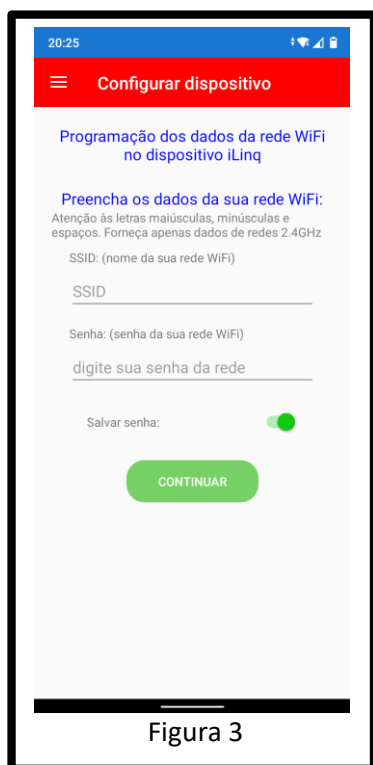 20:25
Configurar dispositivo
Programação dos dados da rede WiFi
no dispositivo iLinq
Preencha os dados da sua rede WiFi:
Atenção às letras maiúsculas, minúsculas e
espaços. Forneça apenas dados de redes 2.4GHz
SSID: (nome da sua rede WiFi)
SSID
Senha: (senha da sua rede WiFi)
digite sua senha da rede
Salvar senha:
CONTINUAR
Figura 3